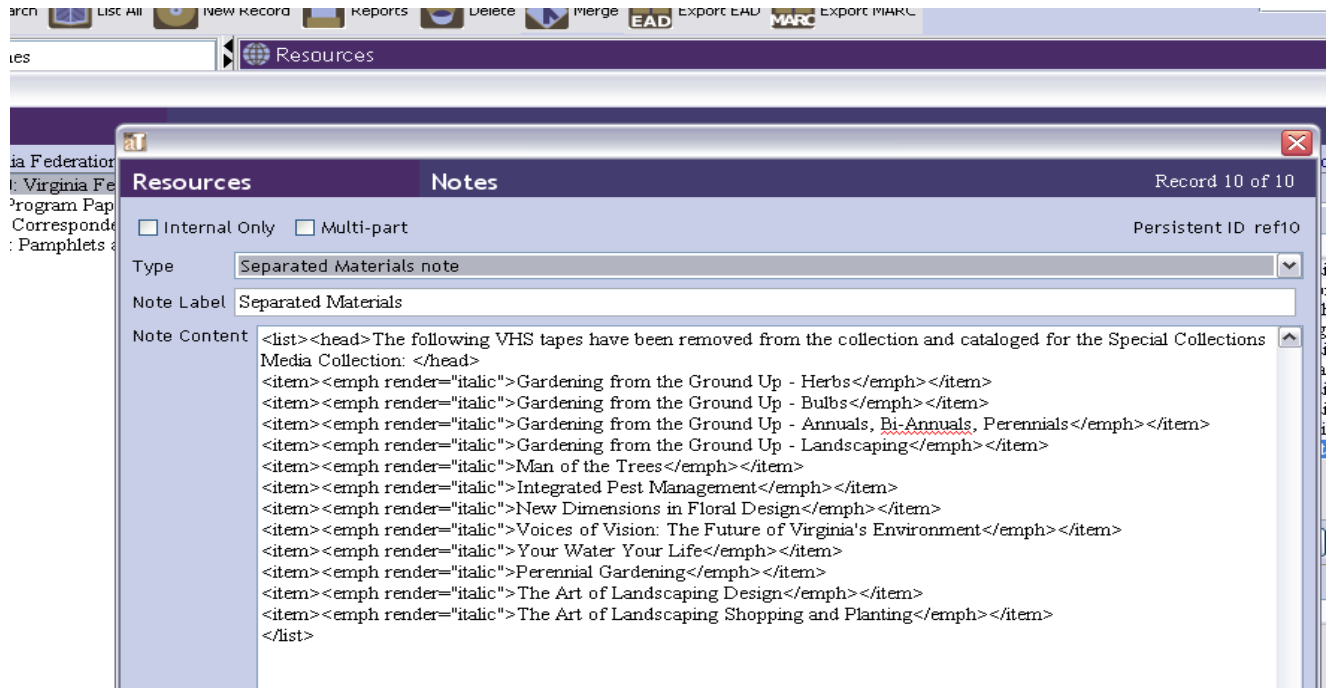 List All New Record Reports Delete Merge EAD Export EAD MARC Export MARC
Resources
Federation
Virginia
Program Pap
Corresponde
Pamphlets
aT
Resources Notes Record 10 of 10
Internal Only Multi-part Persistent ID ref10
Type Separated Materials note
Note Label Separated Materials
Note Content <list><head>The following VHS tapes have been removed from the collection and cataloged for the Special Collections
Media Collection: </head>
<item><emph render="italic">Gardening from the Ground Up - Herbs</emph></item>
<item><emph render="italic">Gardening from the Ground Up - Bulbs</emph></item>
<item><emph render="italic">Gardening from the Ground Up - Annuals, Bi-Annuals, Perennials</emph></item>
<item><emph render="italic">Gardening from the Ground Up - Landscaping</emph></item>
<item><emph render="italic">Man of the Trees</emph></item>
<item><emph render="italic">Integrated Pest Management</emph></item>
<item><emph render="italic">New Dimensions in Floral Design</emph></item>
<item><emph render="italic">Voices of Vision: The Future of Virginia's Environment</emph></item>
<item><emph render="italic">Your Water Your Life</emph></item>
<item><emph render="italic">Perennial Gardening</emph></item>
<item><emph render="italic">The Art of Landscaping Design</emph></item>
<item><emph render="italic">The Art of Landscaping Shopping and Planting</emph></item>
</list>